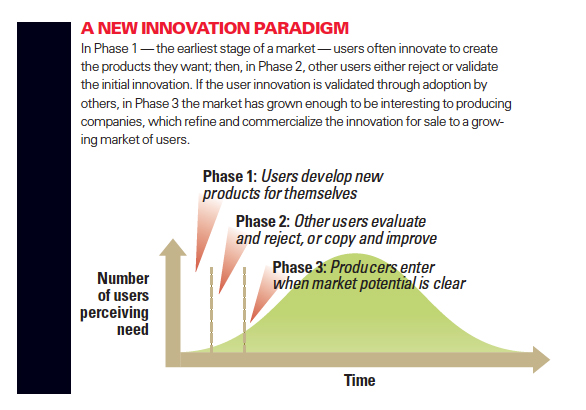 A NEW INNOVATION PARADIGM
In Phase 1 — the earliest stage of a market — users often innovate to create
the products they want; then, in Phase 2, other users either reject or validate
the initial innovation. If the user innovation is validated through adoption by
others, in Phase 3 the market has grown enough to be interesting to producing
companies, which refine and commercialize the innovation for sale to a grow-
ing market of users.
Phase 1: Users develop new
products for themselves
Phase 2: Other users evaluate
and reject, or copy and improve
Phase 3: Producers enter
when market potential is clear
Number
of users
perceiving
need
Time